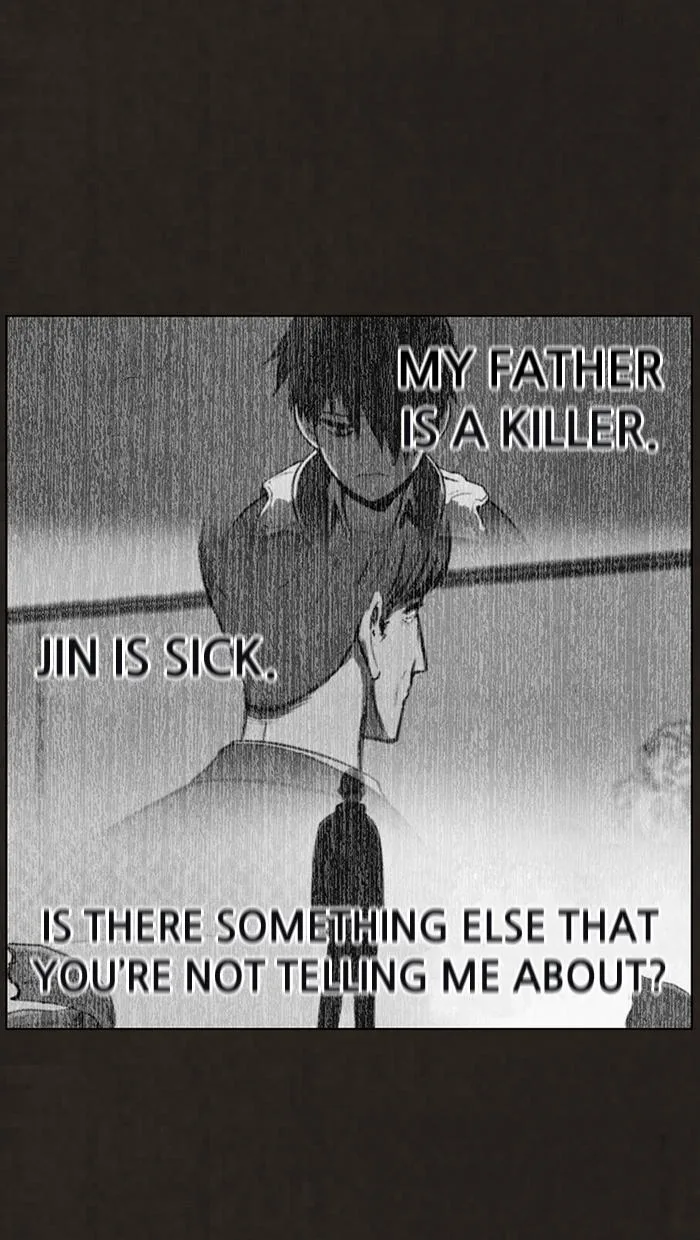 MY FATHER
IS A KILLER.
JIN IS SICK.
IS THERE SOMETHING ELSE THAT
YOU'RE NOT TELLING ME ABOUT?